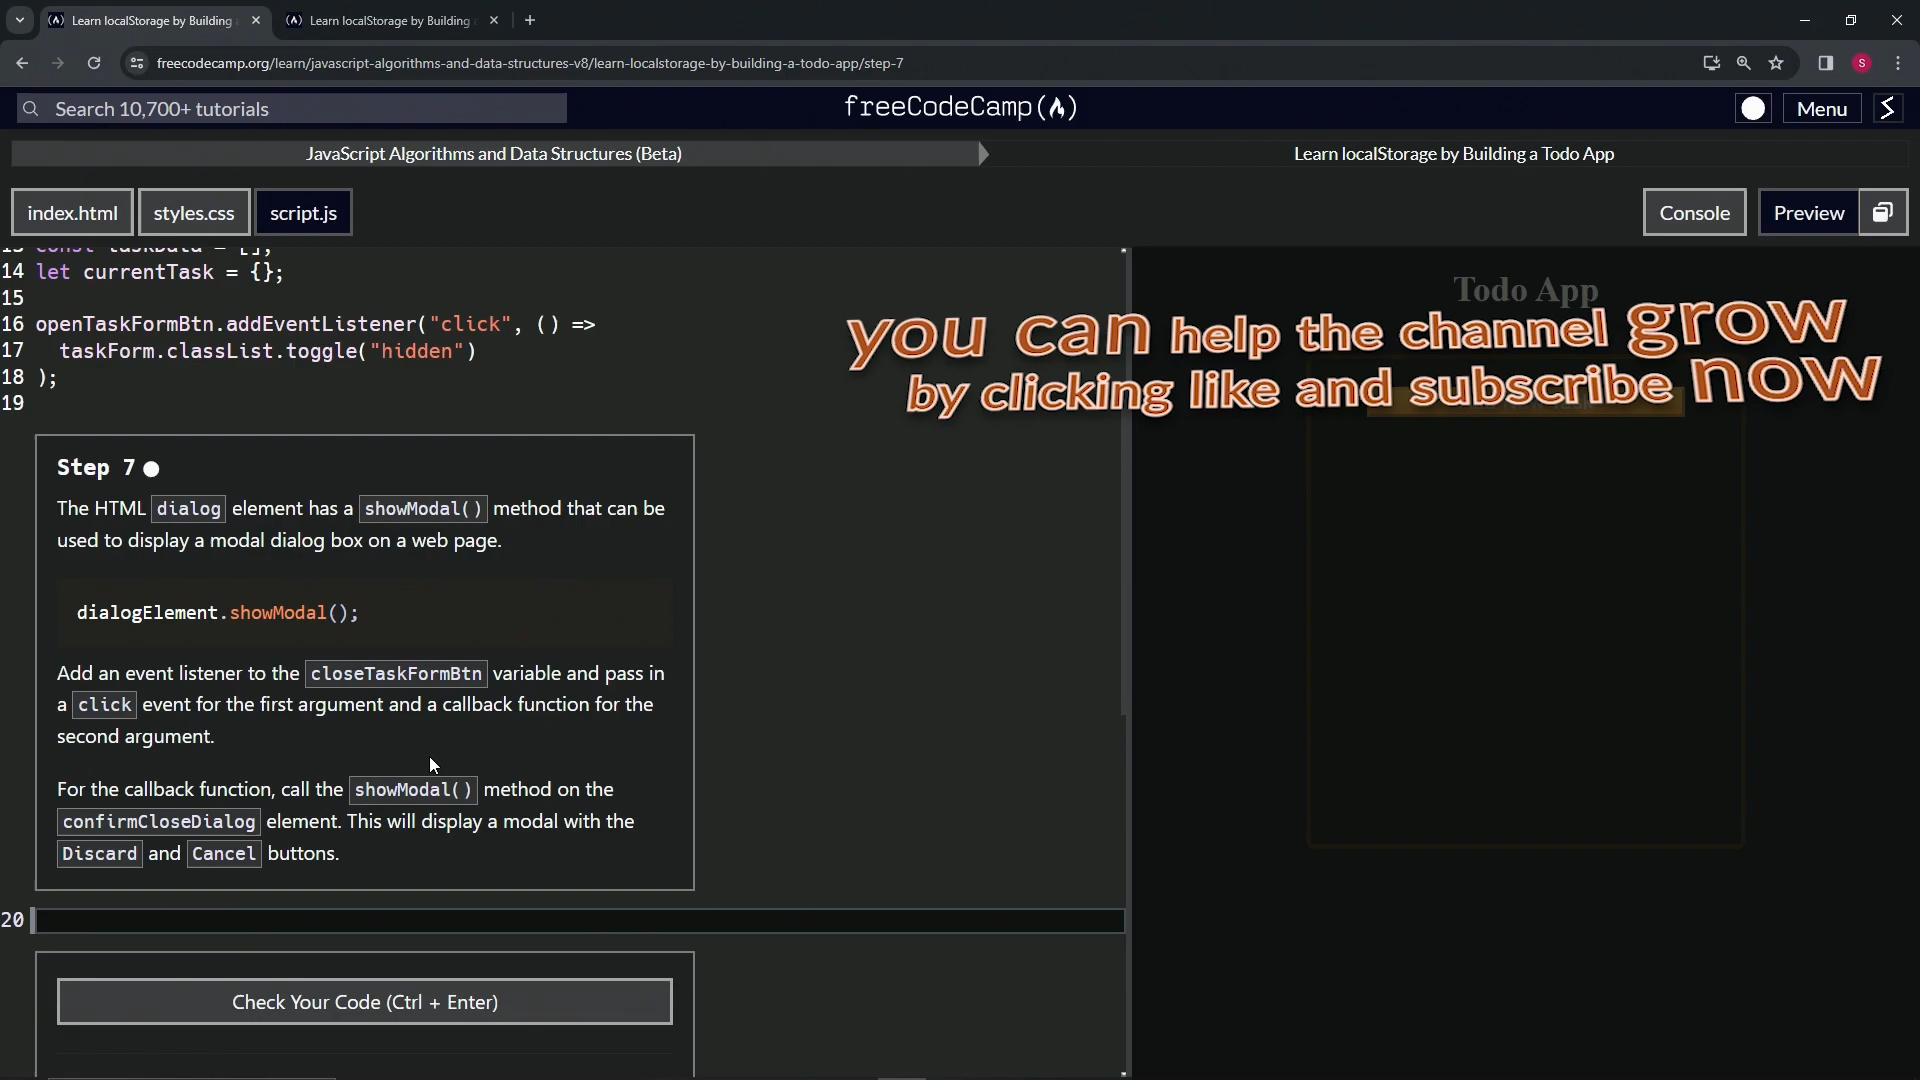 Learn localStorage by Building
Learn localStorage by Building
freecodecamp.org/learn/javascript-algorithms-and-data-structures-v8/learn-localstorage-by-building-a-todo-app/step-7
S
Search 10,700+ tutorials
freeCodeCamp
Menu
JavaScript Algorithms and Data Structures (Beta)
Learn localStorage by Building a Todo App
index.html
styles.css
script.js
Console
Preview
13 const taskData = [];
14 let currentTask = {};
15
16 openTaskFormBtn.addEventListener("click", () =>
17 taskForm.classList.toggle("hidden")
18 );
19
Todo App
you can help the channel grow
by clicking like and subscribe now
Step 7
The HTML dialog element has a showModal() method that can be
used to display a modal dialog box on a web page.
dialogElement.showModal();
Add an event listener to the closeTaskFormBtn variable and pass in
a click event for the first argument and a callback function for the
second argument.
For the callback function, call the showModal() method on the
confirmCloseDialog element. This will display a modal with the
Discard and Cancel buttons.
20
Check Your Code (Ctrl + Enter)